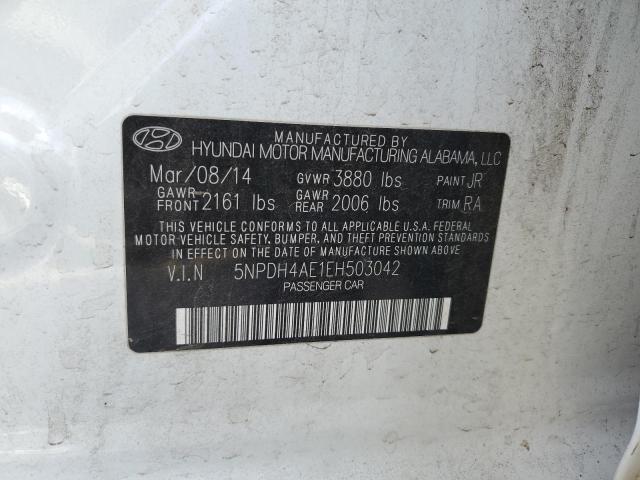 MANUFACTURED BY
HYUNDAI MOTOR MANUFACTURING ALABAMA, LLC
Mar/08/14 GVWR 3880 lbs PAINT JR
GAWR FRONT 2161 lbs GAWR REAR 2006 lbs TRIM RA
THIS VEHICLE CONFORMS TO ALL APPLICABLE U.S.A. FEDERAL
MOTOR VEHICLE SAFETY, BUMPER, AND THEFT PREVENTION STANDARDS
IN EFFECT ON THE DATE OF MANUFACTURE SHOWN ABOVE.
V.I.N 5NPDH4AE1EH503042
PASSENGER CAR